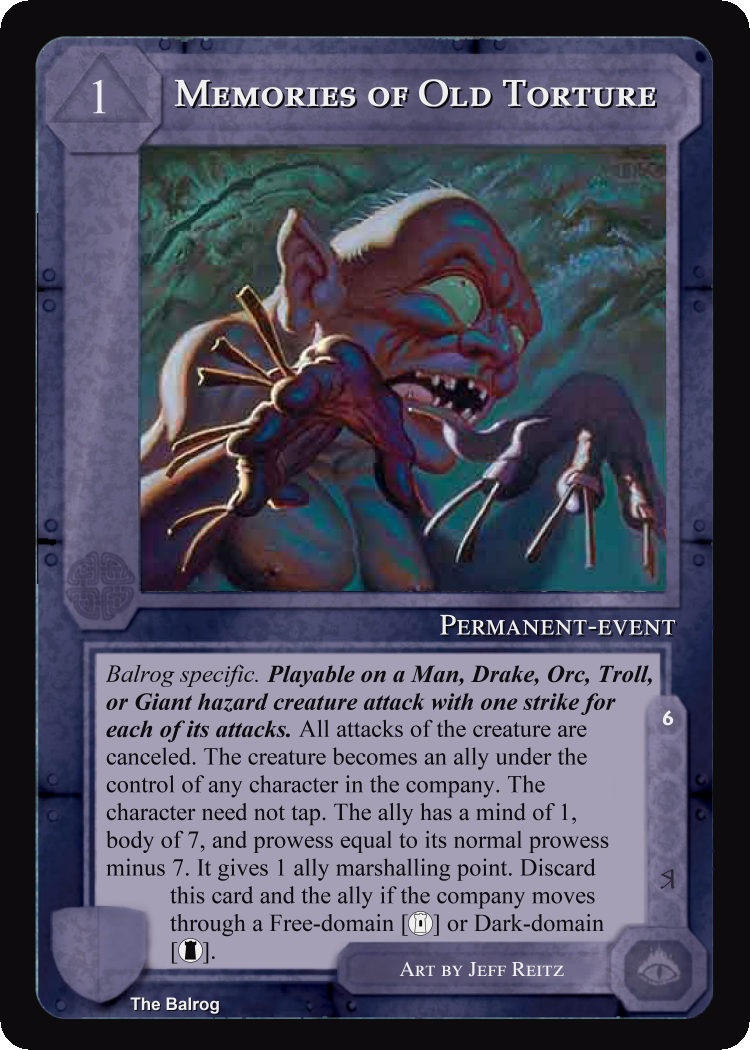 1
MEMORIES OF OLD TORTURE
PERMANENT-EVENT
Balrog specific. Playable on a Man, Drake, Orc, Troll,
or Giant hazard creature attack with one strike for
each of its attacks. All attacks of the creature are
canceled. The creature becomes an ally under the
control of any character in the company. The
character need not tap. The ally has a mind of 1,
body of 7, and prowess equal to its normal prowess
minus 7. It gives 1 ally marshalling point. Discard
this card and the ally if the company moves
through a Free-domain [] or Dark-domain
[].
6
ART BY JEFF REITZ
The Balrog